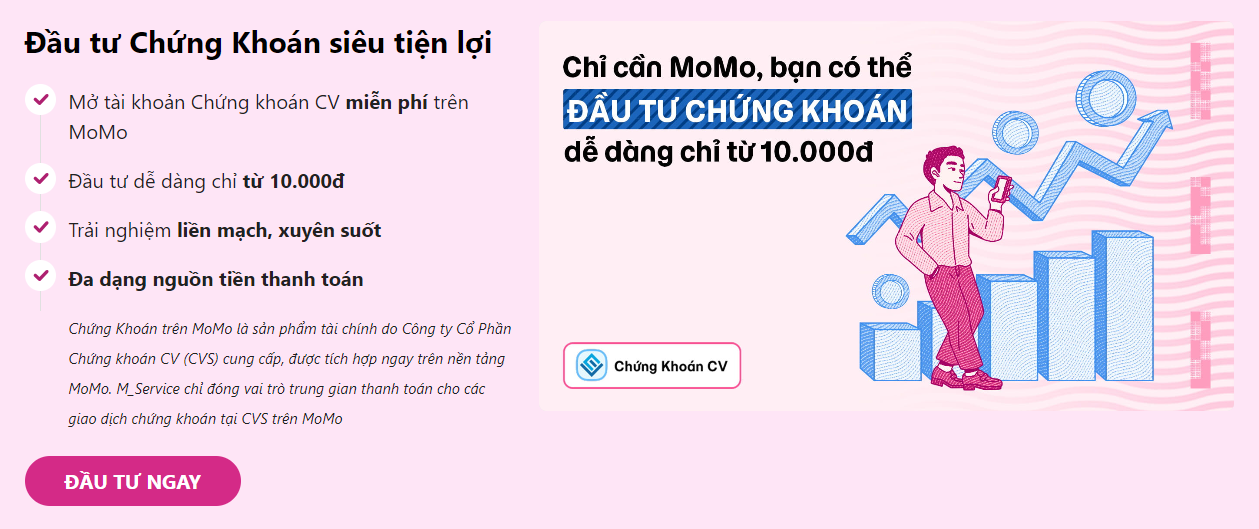 Đầu tư Chứng Khoán siêu tiện lợi
Mở tài khoản Chứng khoán CV miễn phí trên
MoMo
Đầu tư dễ dàng chỉ từ 10.000đ
Trải nghiệm liền mạch, xuyên suốt
Đa dạng nguồn tiền thanh toán
Chứng Khoán trên MoMo là sản phẩm tài chính do Công ty Cổ Phần
Chứng khoán CV (CVS) cung cấp, được tích hợp ngay trên nền tảng
MoMo. M_Service chỉ đóng vai trò trung gian thanh toán cho các
giao dịch chứng khoán tại CVS trên MoMo
ĐẦU TƯ NGAY
Chỉ cần MoMo, bạn có thể
ĐẦU TƯ CHỨNG KHOÁN
dễ dàng chỉ từ 10.000đ
Chứng Khoán CV